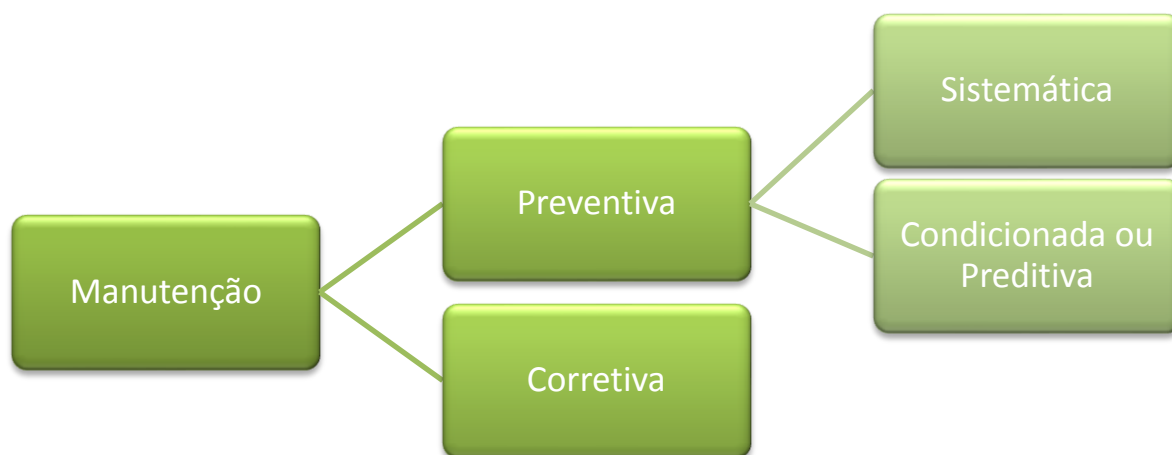 Manutenção
Preventiva
Corretiva
Sistemática
Condicionada ou
Preditiva